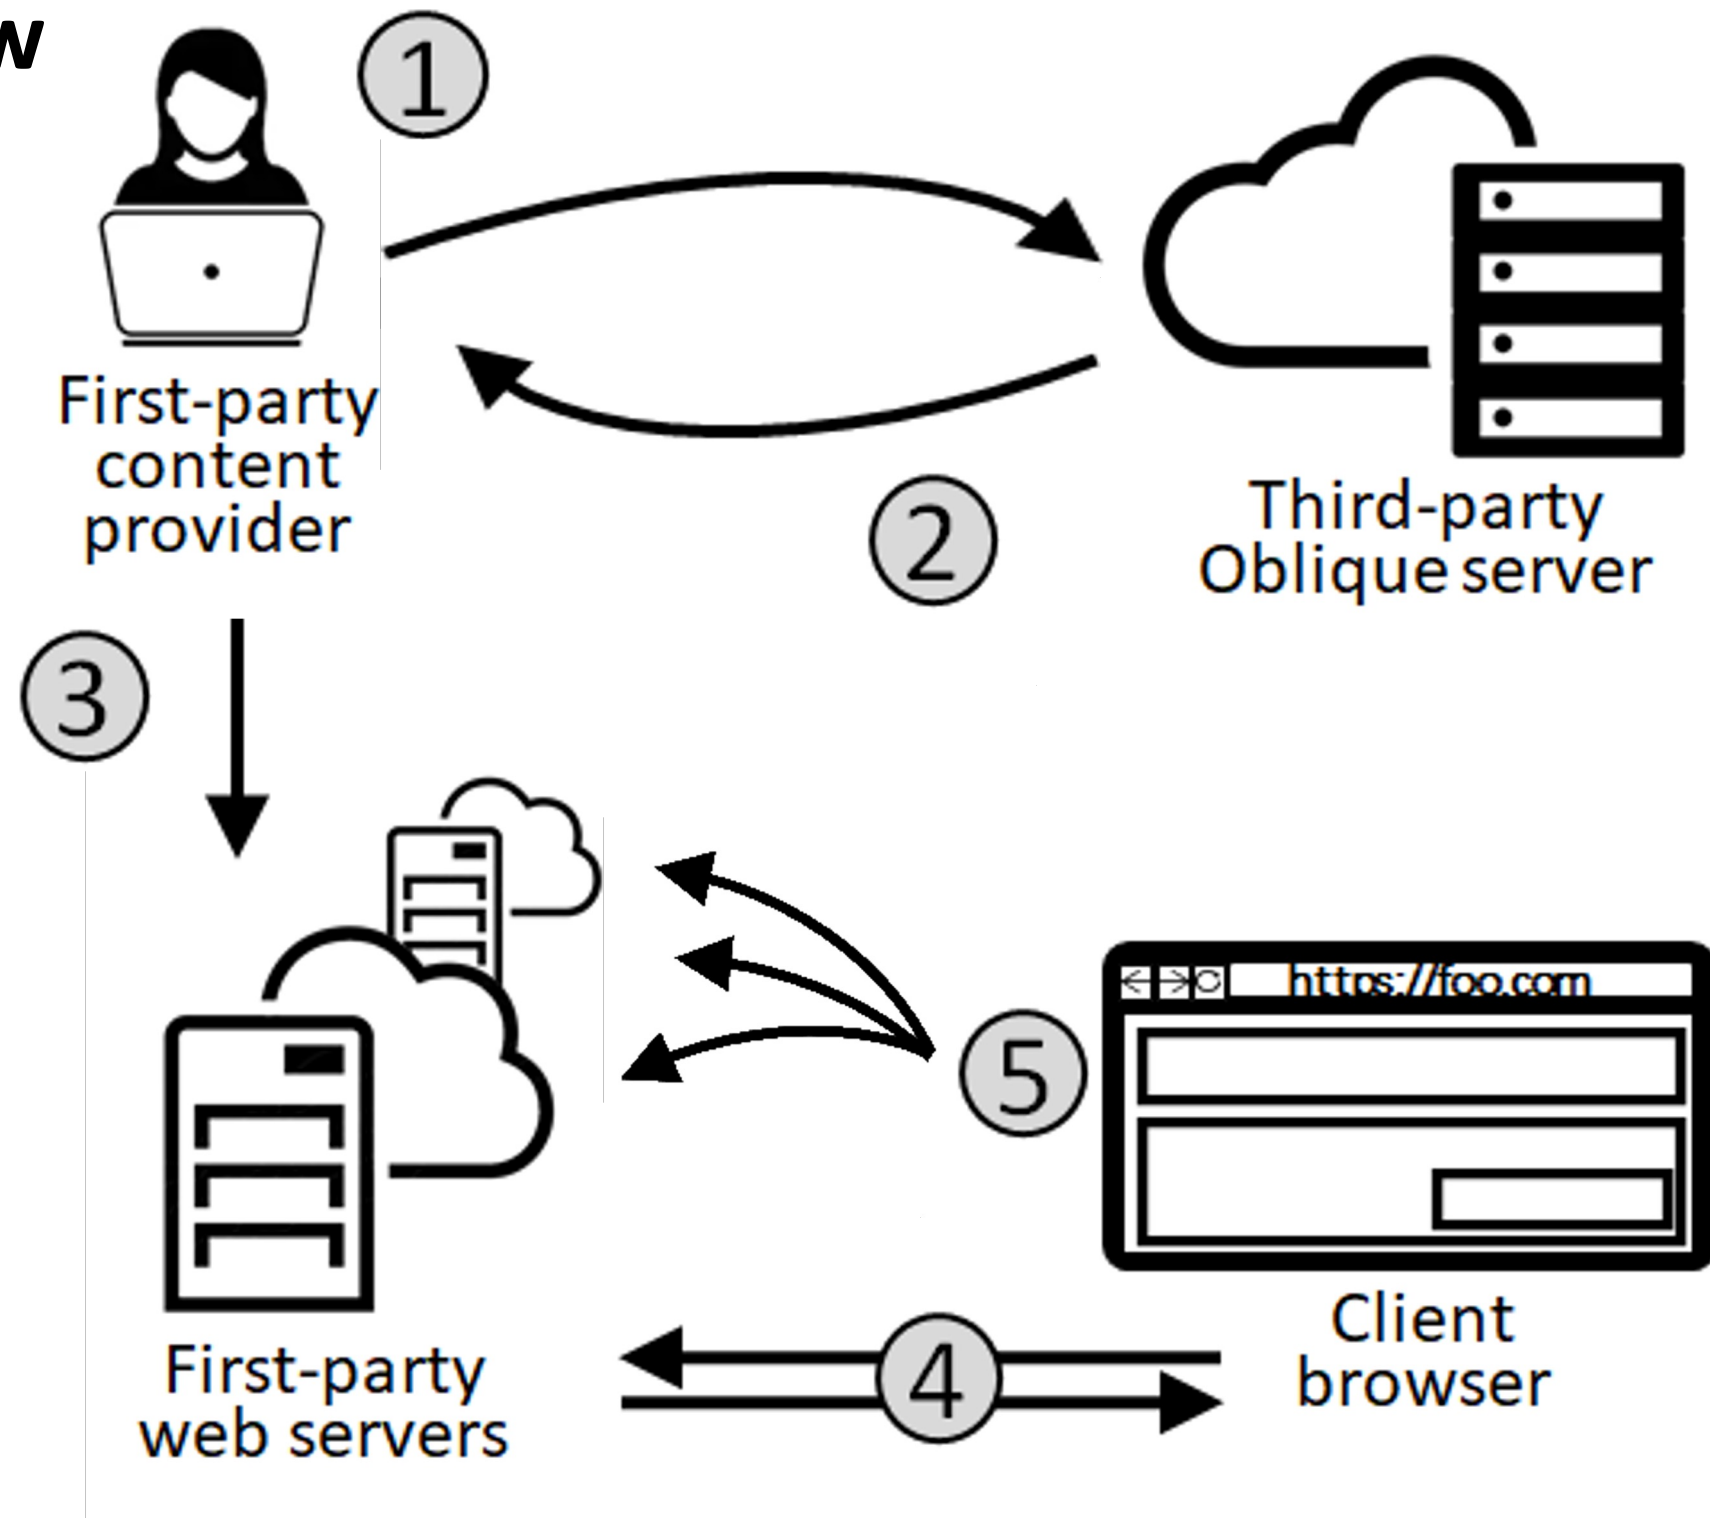 w
1
First-party
content
provider
2
Third-party
Oblique server
3
https://foo.com
5
First-party
web servers
4
Client
browser